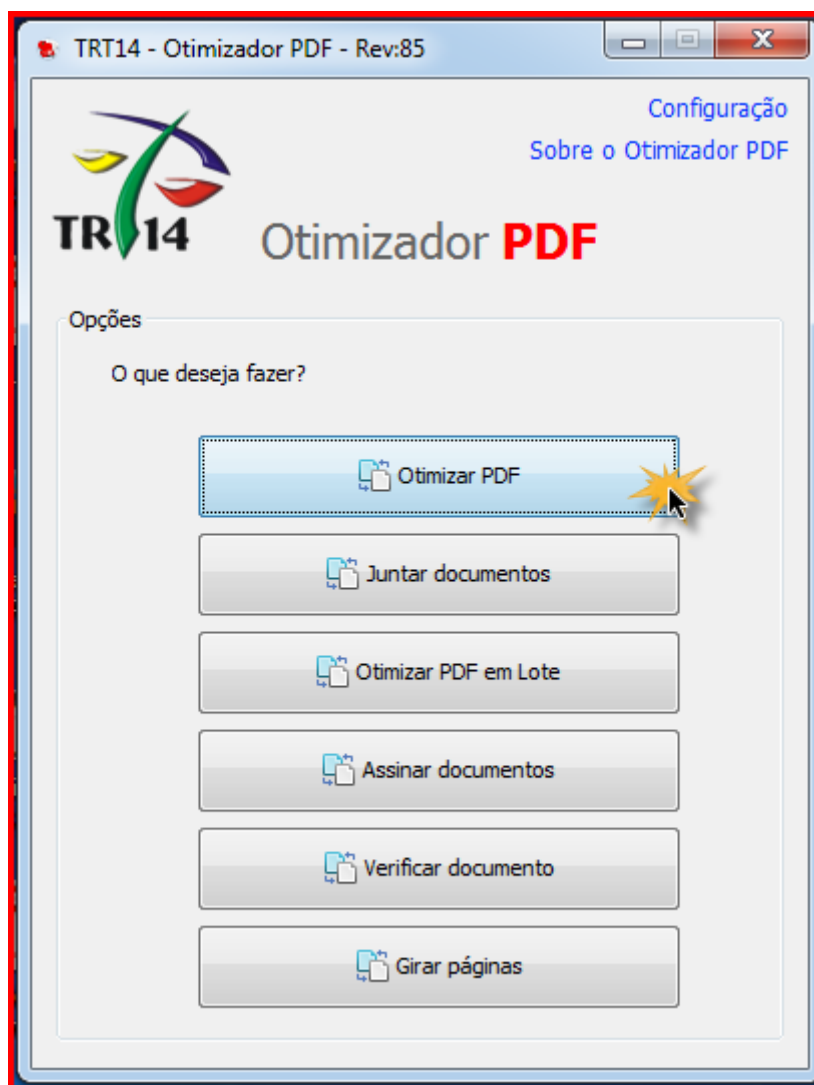 TRT14 - Otimizador PDF - Rev:85
Configuração
Sobre o Otimizador PDF
TRT14
Otimizador PDF
Opções
O que deseja fazer?
Otimizar PDF
Juntar documentos
Otimizar PDF em Lote
Assinar documentos
Verificar documento
Girar páginas